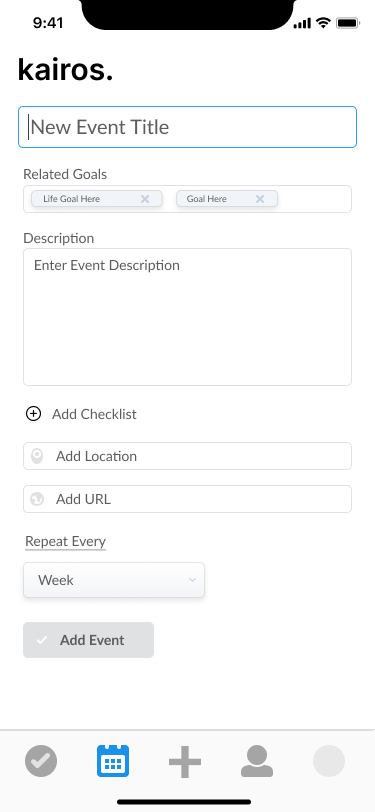 9:41
kairos.
New Event Title
Related Goals
Life Goal Here
Goal Here
Description
Enter Event Description
Add Checklist
Add Location
Add URL
Repeat Every
Week
Add Event